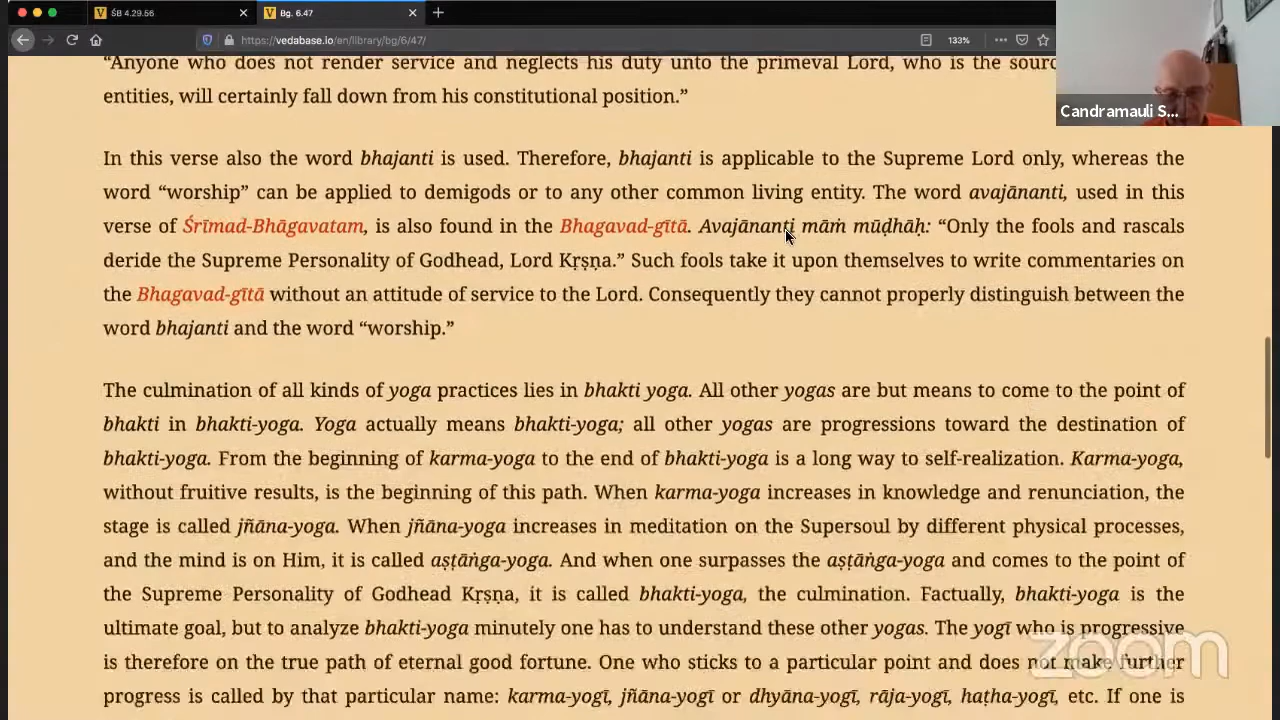 ŚB 4.29.56
Bg. 6.47
https://vedabase.io/en/library/bg/6/47/
133%
Candramauli S...
“Anyone who does not render service and neglects his duty unto the primeval Lord, who is the
entities, will certainly fall down from his constitutional position.”
In this verse also the word bhajanti is used. Therefore, bhajanti is applicable to the Supreme Lord only, whereas the
word “worship” can be applied to demigods or to any other common living entity. The word avajānanti, used in this
verse of Śrīmad-Bhāgavatam, is also found in the Bhagavad-gītā. Avajānanti māṁ mūḍhāḥ: “Only the fools and rascals
deride the Supreme Personality of Godhead, Lord Kṛṣṇa.” Such fools take it upon themselves to write commentaries on
the Bhagavad-gītā without an attitude of service to the Lord. Consequently they cannot properly distinguish between the
word bhajanti and the word “worship.”
The culmination of all kinds of yoga practices lies in bhakti yoga. All other yogas are but means to come to the point of
bhakti in bhakti-yoga. Yoga actually means bhakti-yoga; all other yogas are progressions toward the destination of
bhakti-yoga. From the beginning of karma-yoga to the end of bhakti-yoga is a long way to self-realization. Karma-yoga,
without fruitive results, is the beginning of this path. When karma-yoga increases in knowledge and renunciation, the
stage is called jñāna-yoga. When jñāna-yoga increases in meditation on the Supersoul by different physical processes,
and the mind is on Him, it is called aṣṭāṅga-yoga. And when one surpasses the aṣṭāṅga-yoga and comes to the point of
the Supreme Personality of Godhead Kṛṣṇa, it is called bhakti-yoga, the culmination. Factually, bhakti-yoga is the
ultimate goal, but to analyze bhakti-yoga minutely one has to understand these other yogas. The yogī who is progressive
is therefore on the true path of eternal good fortune. One who sticks to a particular point and does not make further
progress is called by that particular name: karma-yogī, jñāna-yogī or dhyāna-yogī, rāja-yogī, haṭha-yogī, etc. If one is
zoom